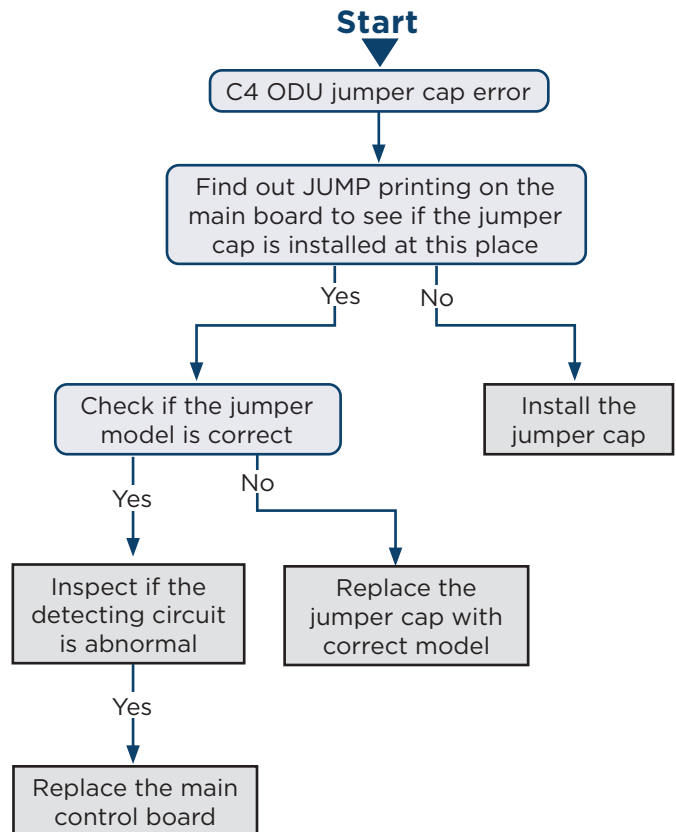 Start
C4 ODU jumper cap error
Find out JUMP printing on the
main board to see if the jumper
cap is installed at this place
Yes
No
Check if the jumper
model is correct
Install the
jumper cap
Yes
No
Inspect if the
detecting circuit
is abnormal
Replace the
jumper cap with
correct model
Yes
Replace the main
control board